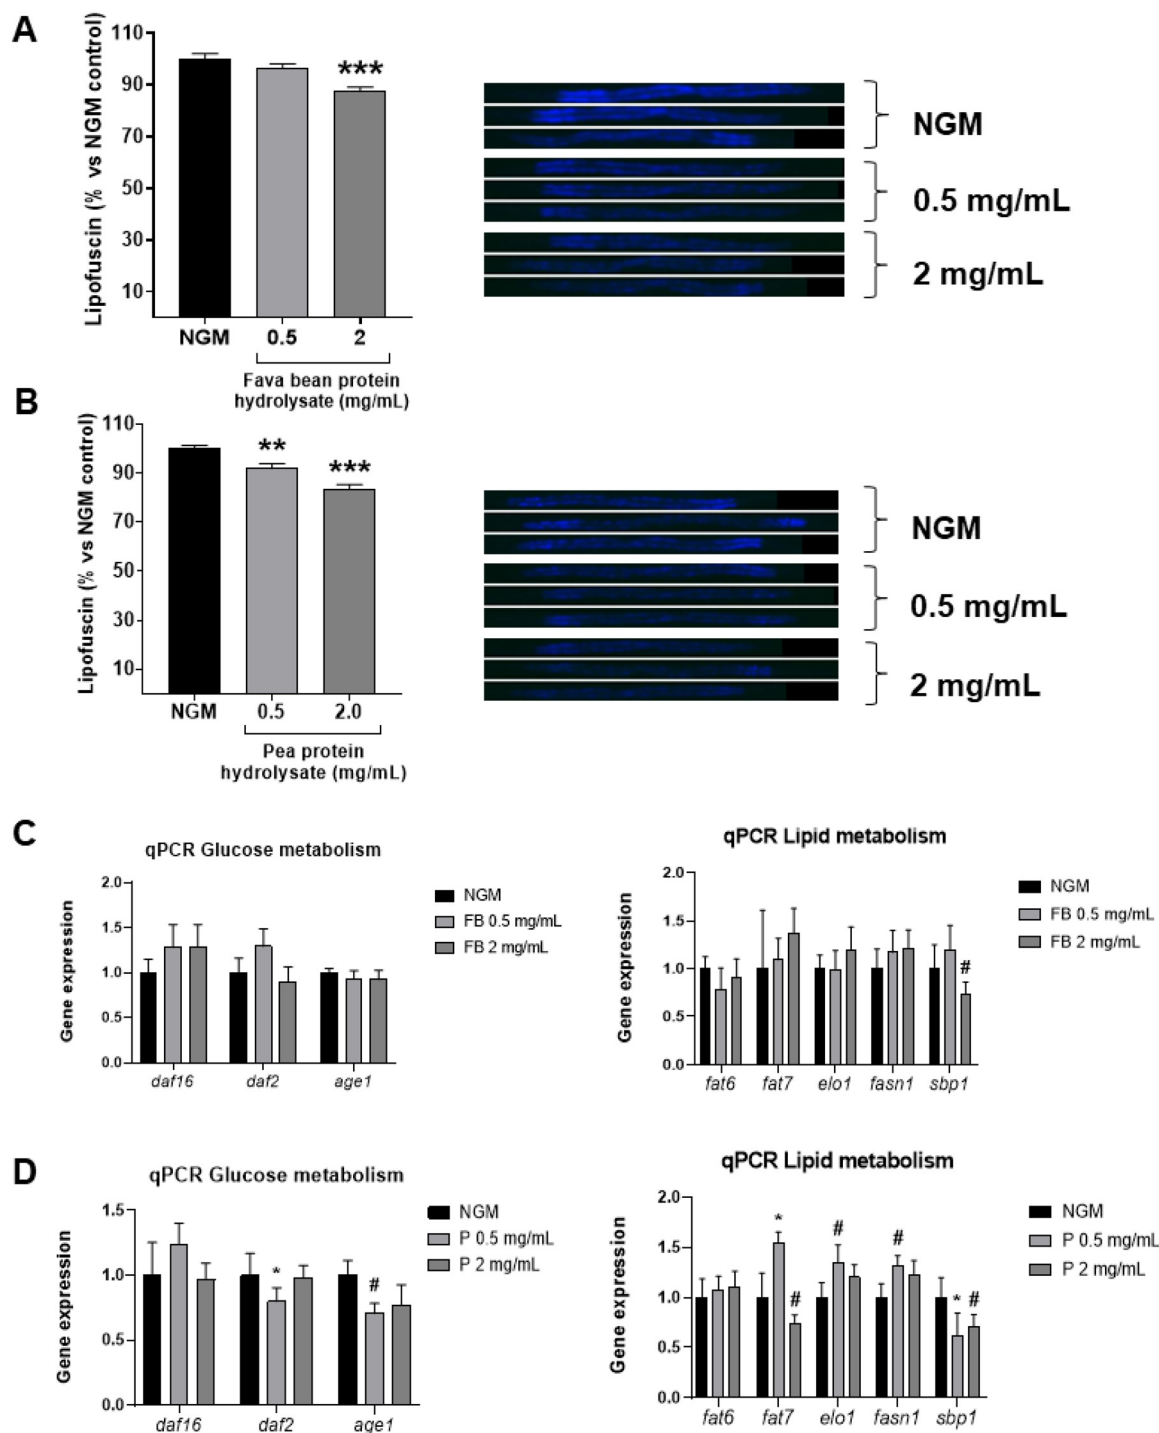 A
Lipofuscin (% vs NGM control)
110
90
70
50
30
10
***
NGM 0.5 2
Fava bean protein
hydrolysate (mg/mL)
NGM
0.5 mg/mL
2 mg/mL
B
Lipofuscin (% vs NGM control)
110
90
70
50
30
10
**
***
NGM 0.5 2.0
Pea protein
hydrolysate (mg/mL)
NGM
0.5 mg/mL
2 mg/mL
C
qPCR Glucose metabolism
Gene expression
2.0
1.5
1.0
0.5
0.0
daf16 daf2 age1
NGM
FB 0.5 mg/mL
FB 2 mg/mL
qPCR Lipid metabolism
Gene expression
2.0
1.5
1.0
0.5
0.0
#
fat6 fat7 elo1 fasn1 sbp1
NGM
FB 0.5 mg/mL
FB 2 mg/mL
D
qPCR Glucose metabolism
Gene expression
1.5
1.0
0.5
0.0
* #
daf16 daf2 age1
NGM
P 0.5 mg/mL
P 2 mg/mL
qPCR Lipid metabolism
Gene expression
2.0
1.5
1.0
0.5
0.0
* # # # * #
fat6 fat7 elo1 fasn1 sbp1
NGM
P 0.5 mg/mL
P 2 mg/mL